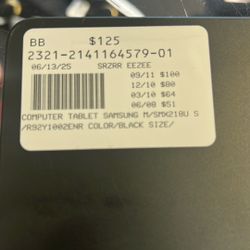 BB $125
2321-2141164579-01
06/13/25 SRZRR EEZEE
09/11 $100
12/10 $80
03/10 $64
06/08 $51
COMPUTER TABLET SAMSUNG M/SMX218U S
/R92Y1002ENR COLOR/BLACK SIZE/